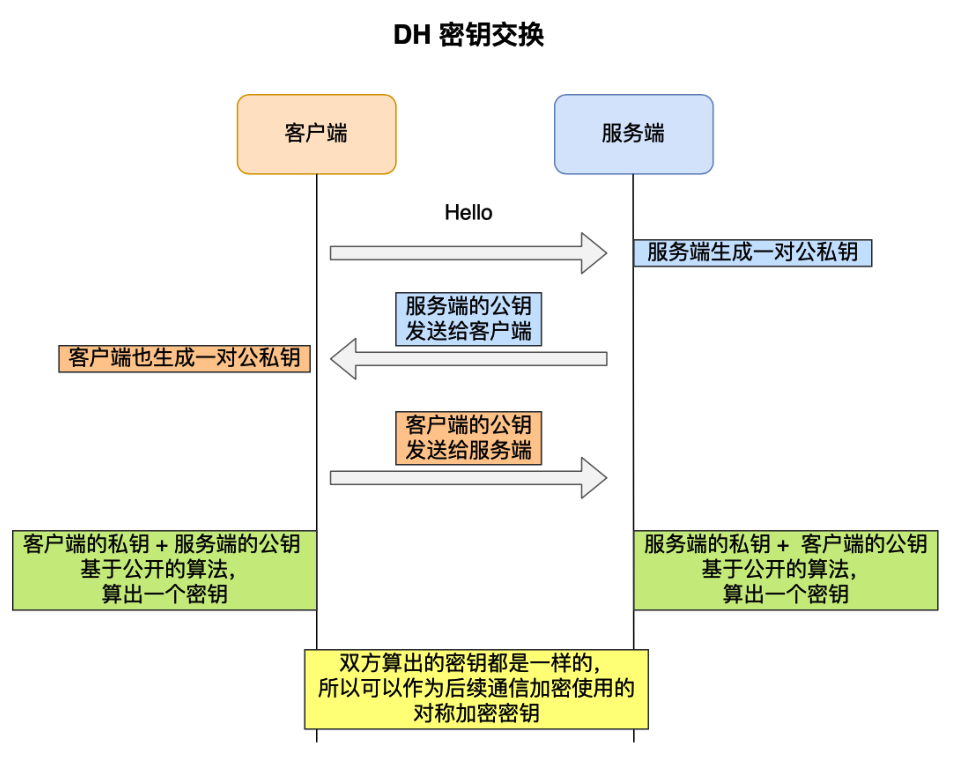 DH 密钥交换
客户端
服务端
Hello
服务端生成一对公私钥
服务端的公钥
发送给客户端
客户端也生成一对公私钥
客户端的公钥
发送给服务端
客户端的私钥 + 服务端的公钥
基于公开的算法，
算出一个密钥
服务端的私钥 + 客户端的公钥
基于公开的算法，
算出一个密钥
双方算出的密钥都是一样的，
所以可以作为后续通信加密使用的
对称加密密钥